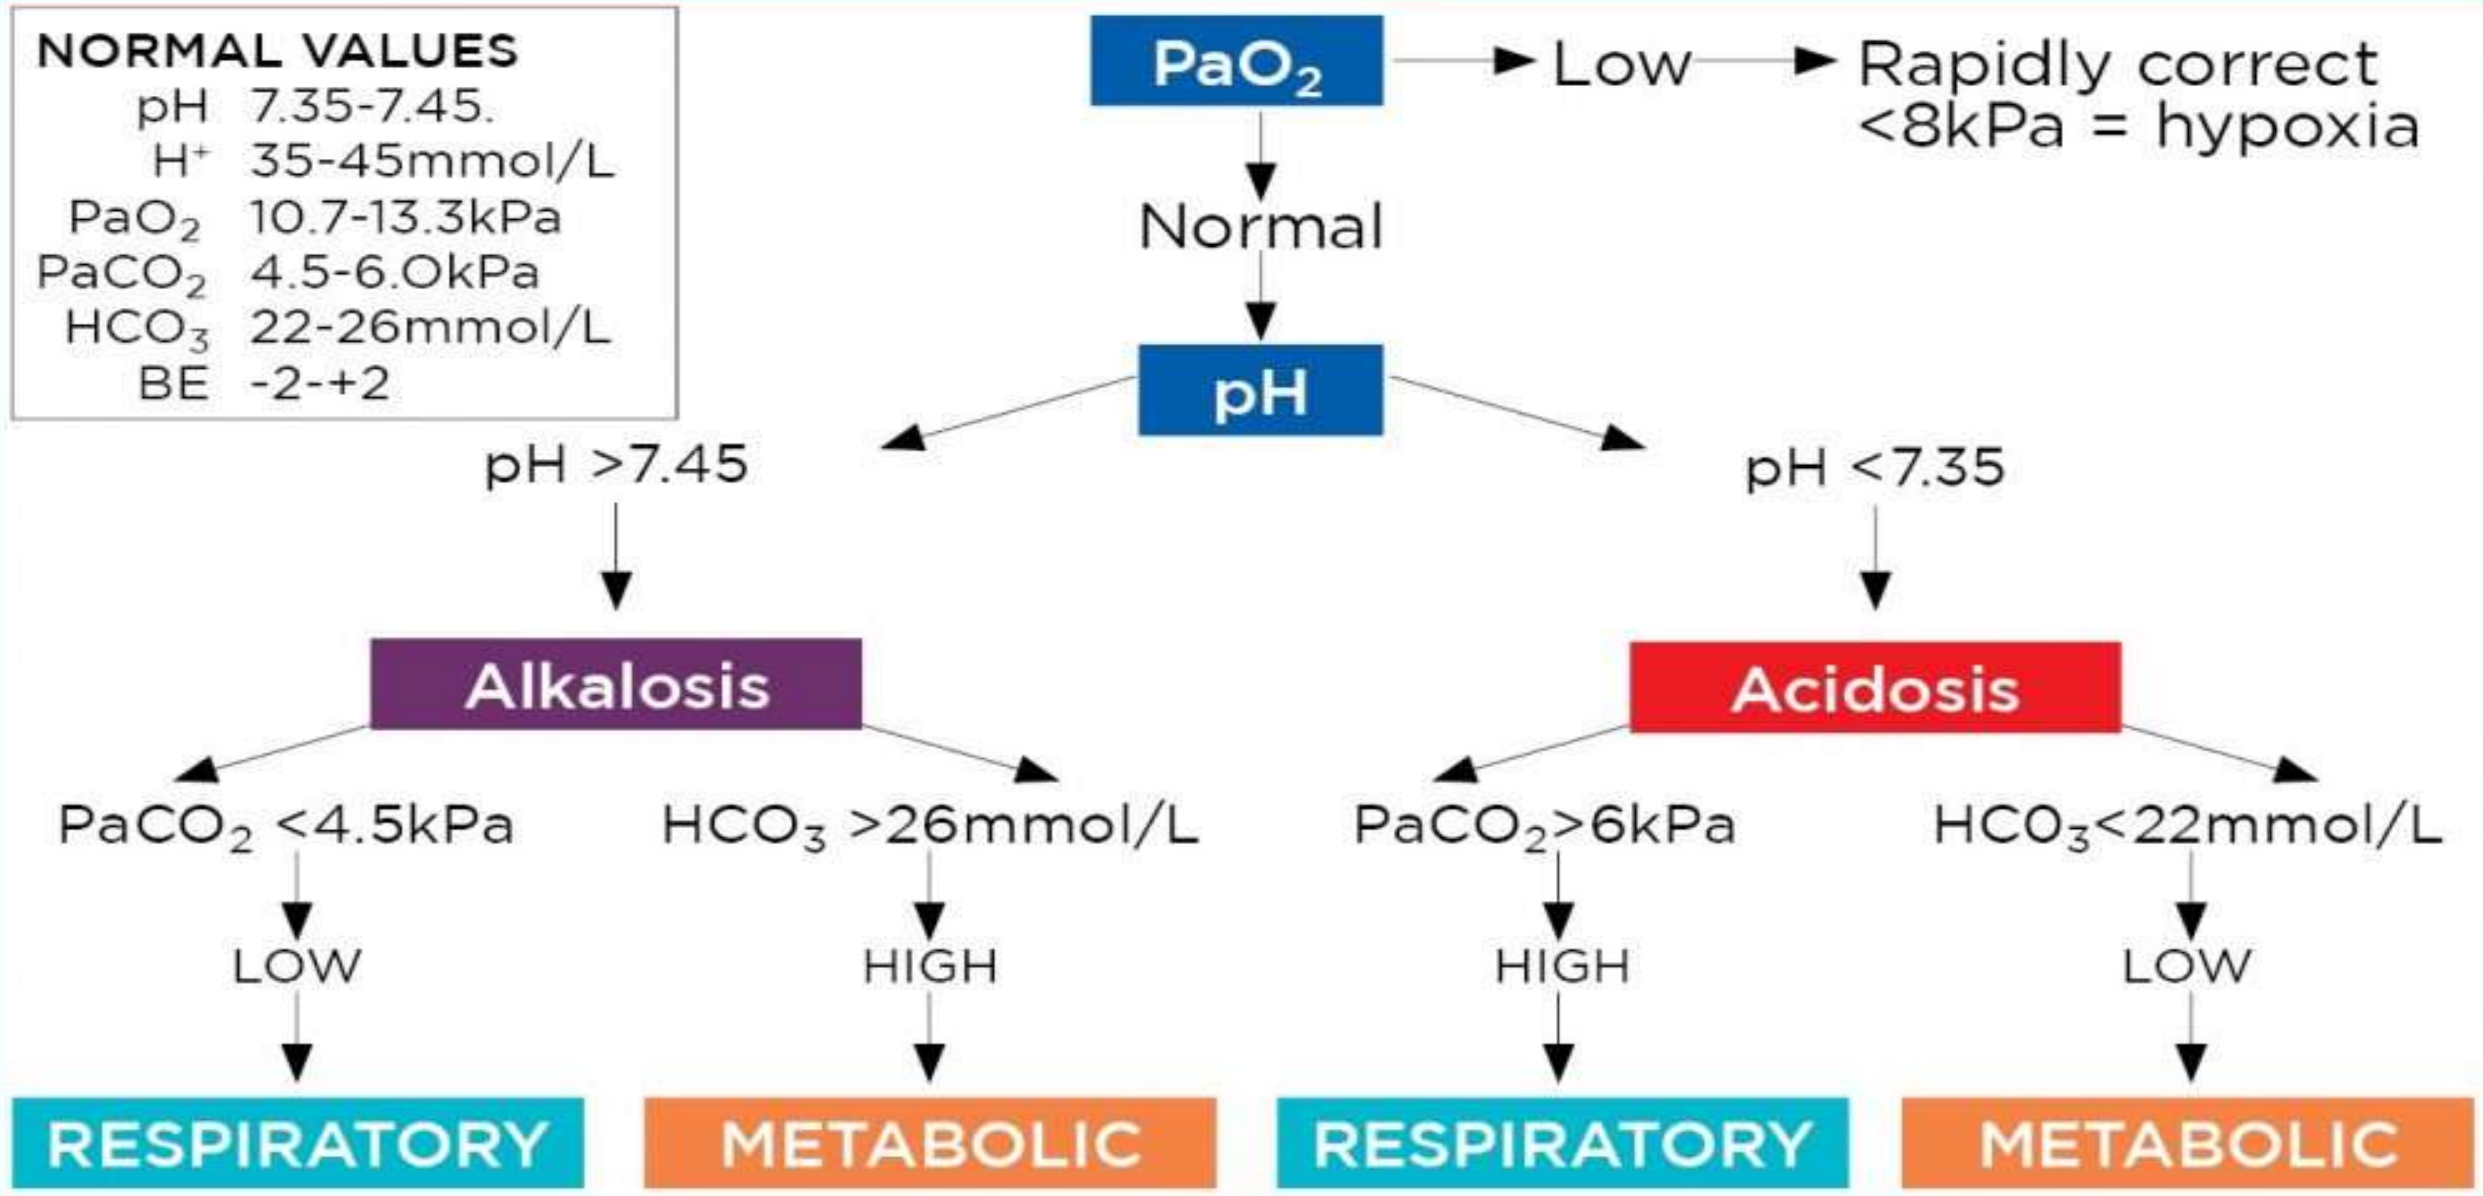 NORMAL VALUES
pH 7.35-7.45.
H⁺ 35-45mmol/L
PaO₂ 10.7-13.3kPa
PaCO₂ 4.5-6.0kPa
HCO₃ 22-26mmol/L
BE -2-+2
PaO₂
Low
Rapidly correct
<8kPa = hypoxia
Normal
pH
pH >7.45
pH <7.35
Alkalosis
Acidosis
PaCO₂ <4.5kPa
HCO₃ >26mmol/L
PaCO₂>6kPa
HC0₃<22mmol/L
LOW
HIGH
HIGH
LOW
RESPIRATORY
METABOLIC
RESPIRATORY
METABOLIC